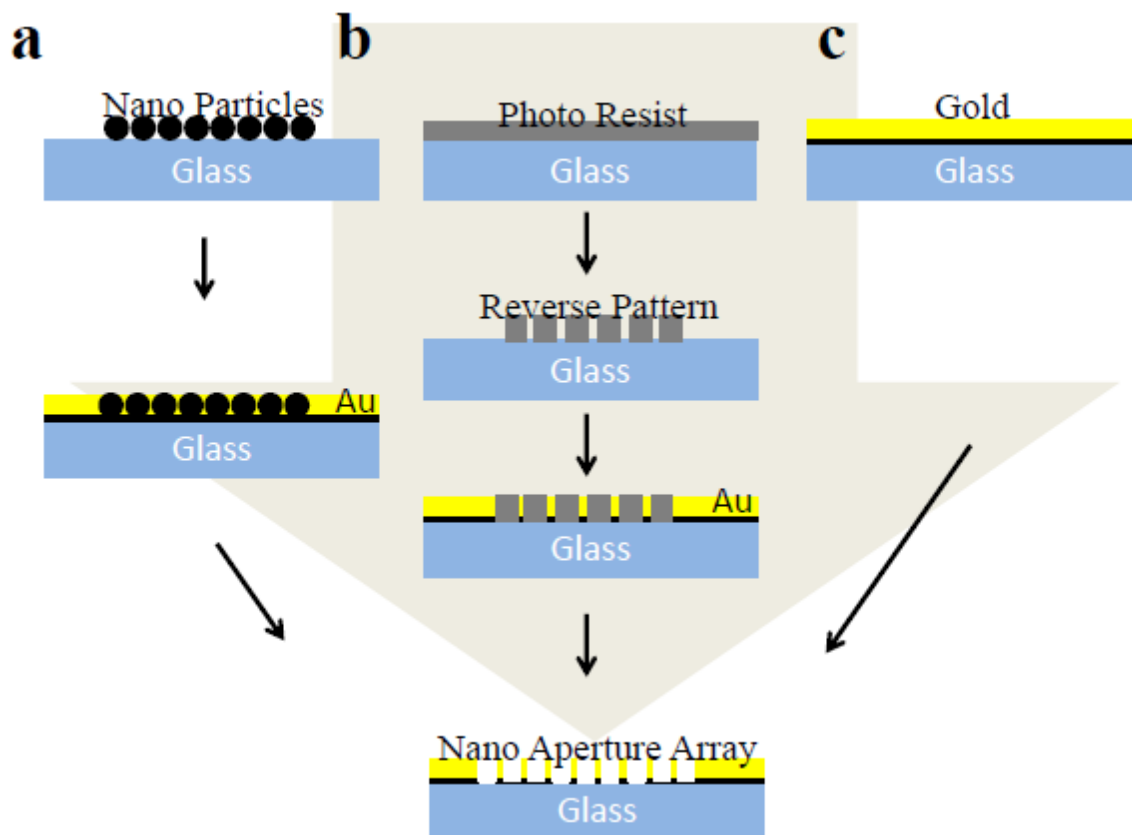 a
b
c
Nano Particles
Photo Resist
Gold
Glass
Glass
Glass
Reverse Pattern
Glass
Au
Glass
Au
Glass
Nano Aperture Array
Glass